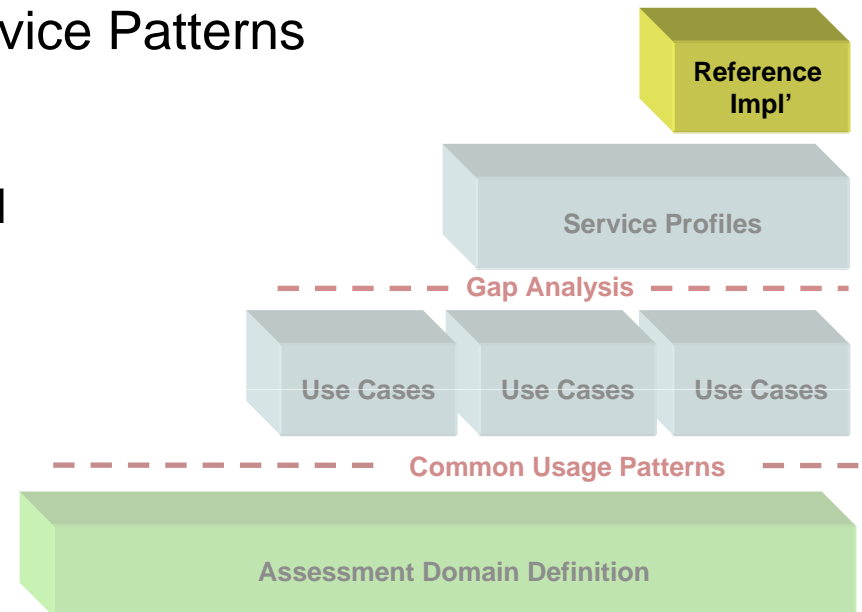 vice Patterns
Reference
Impl’
Service Profiles
Gap Analysis
Use Cases Use Cases Use Cases
Common Usage Patterns
Assessment Domain Definition